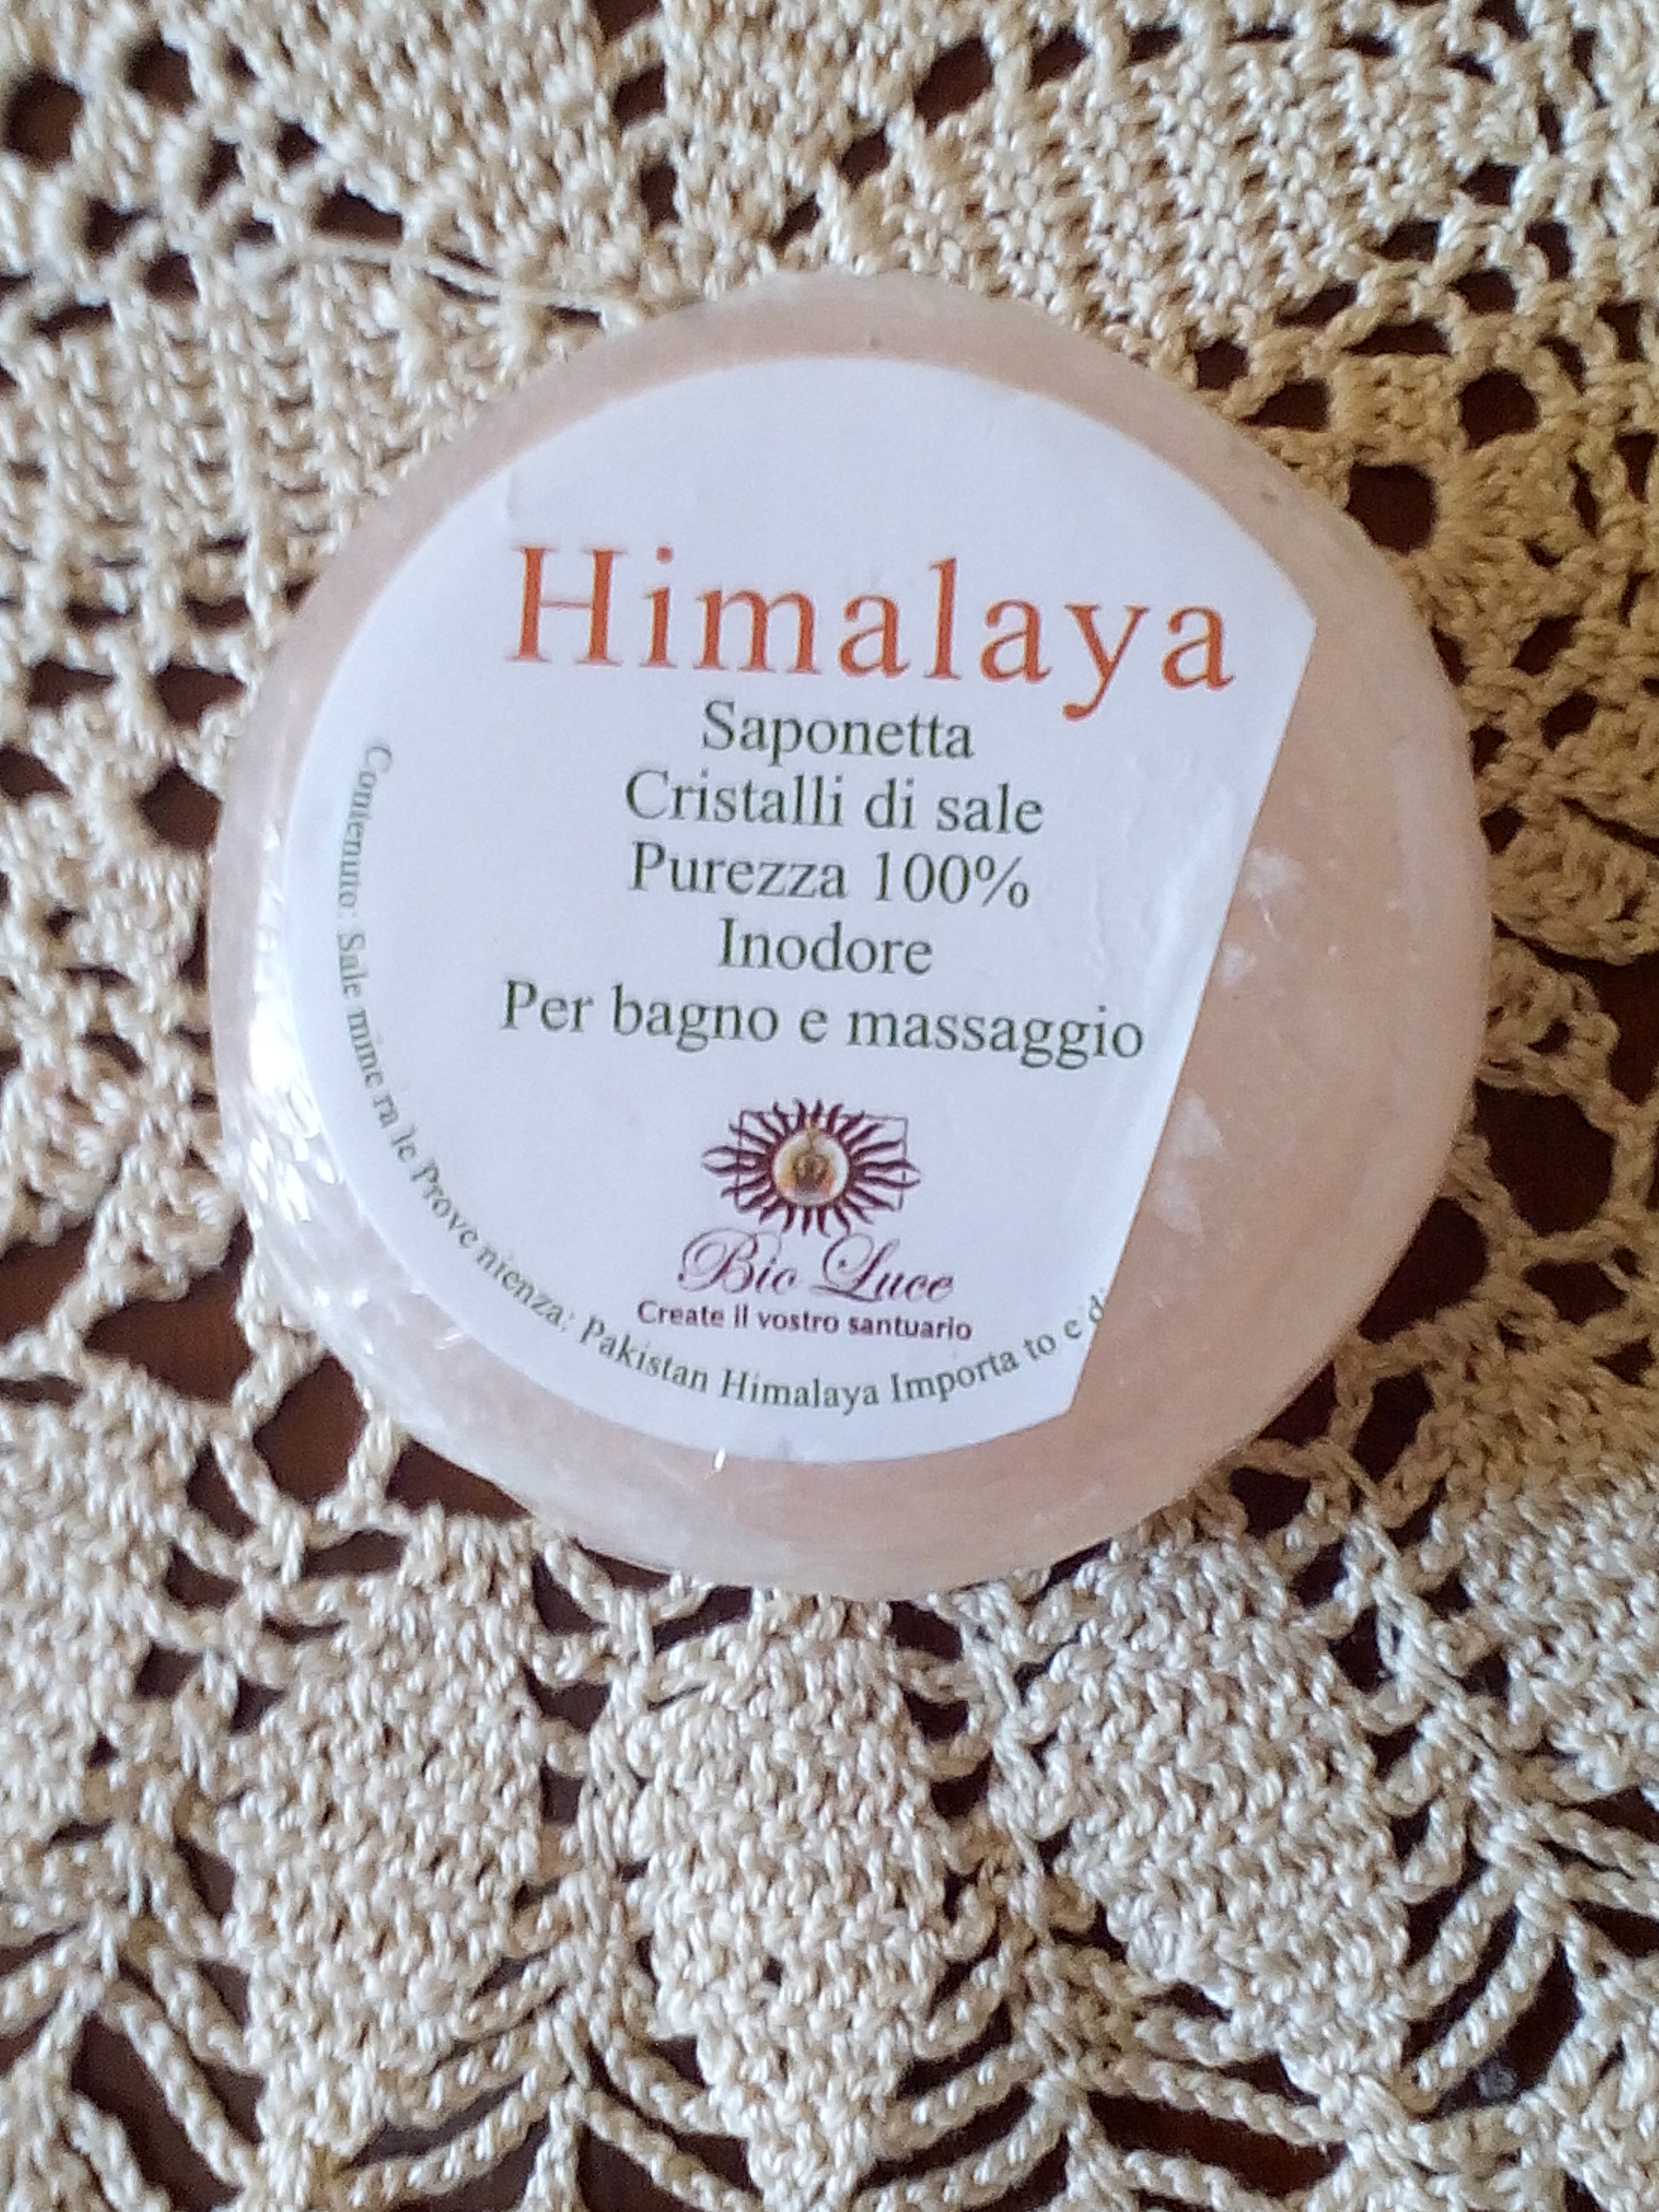 Himalaya
Saponetta
Cristalli di sale
Purezza 100%
Inodore
Per bagno e massaggio
Bio Luce
Create il vostro santuario
Contenuto: Sale mine ra le Prove nienza: Pakistan Himalaya Importa to e di